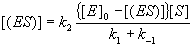 [(ES)] = k₂ {[E]₀ − [(ES)]}[S] / k₁ + k₋₁